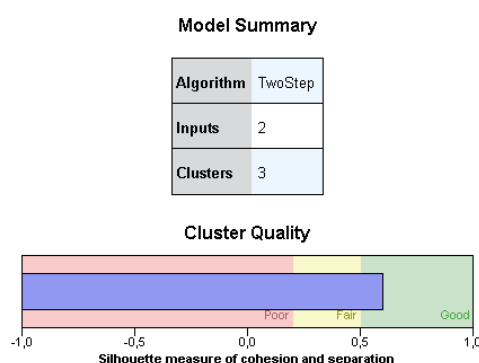 Model Summary
Algorithm TwoStep
Inputs 2
Clusters 3
Cluster Quality
Poor Fair Good
-1,0 -0,5 0,0 0,5 1,0
Silhouette measure of cohesion and separation